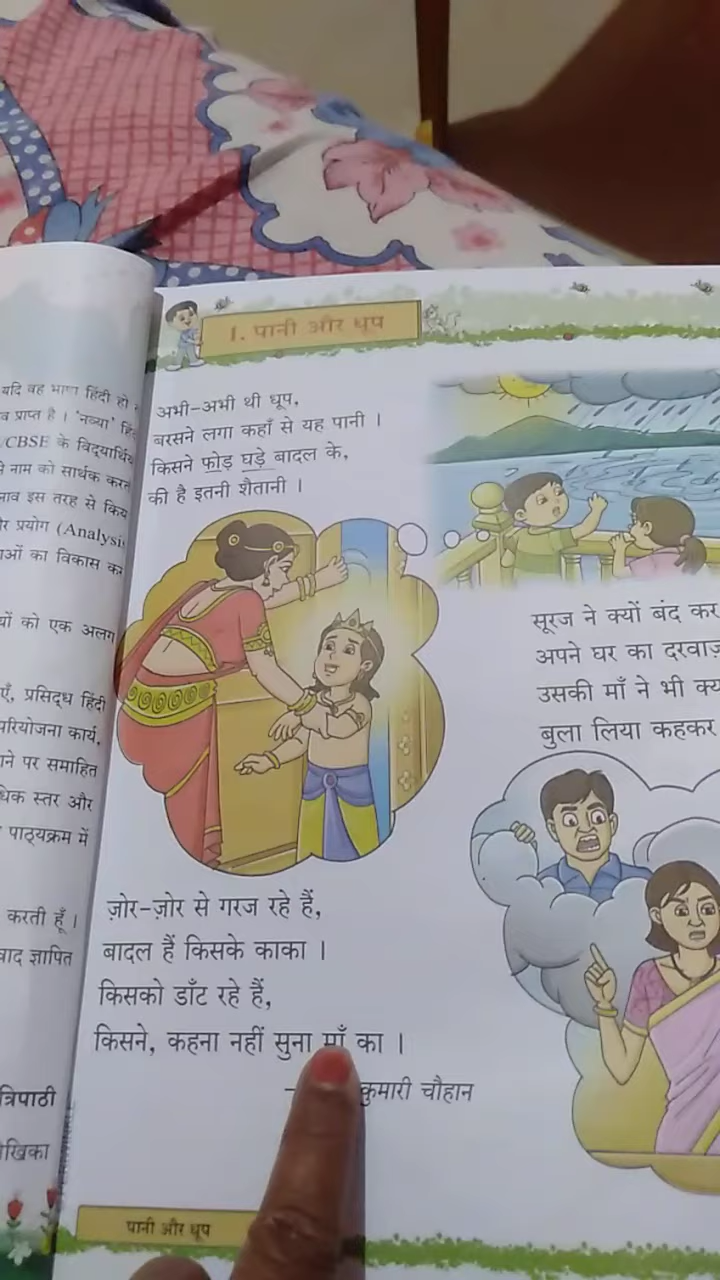 यदि वह भाषा हिंदी हो
प्राप्त है । 'नव्या'
/CBSE के विद्यार्थि
नाम को सार्थक करत
इस तरह से किय
प्रयोग (Analysis
का विकास कर
को एक अलग
प्रसिद्ध हिंदी
परियोजना कार्य,
पर समाहित
स्तर और
पाठ्यक्रम में
करती हूँ ।
ज्ञापित
त्रिपाठी
1. पानी और धूप
अभी-अभी थी धूप,
बरसने लगा कहाँ से यह पानी ।
किसने फोड़ घड़े बादल के,
की है इतनी शैतानी ।
सूरज ने क्यों बंद कर
अपने घर का दरवाज़
उसकी माँ ने भी क्य
बुला लिया कहकर
ज़ोर-ज़ोर से गरज रहे हैं,
बादल हैं किसके काका ।
किसको डाँट रहे हैं,
किसने, कहना नहीं सुना माँ का ।
कुमारी चौहान
पानी और धूप